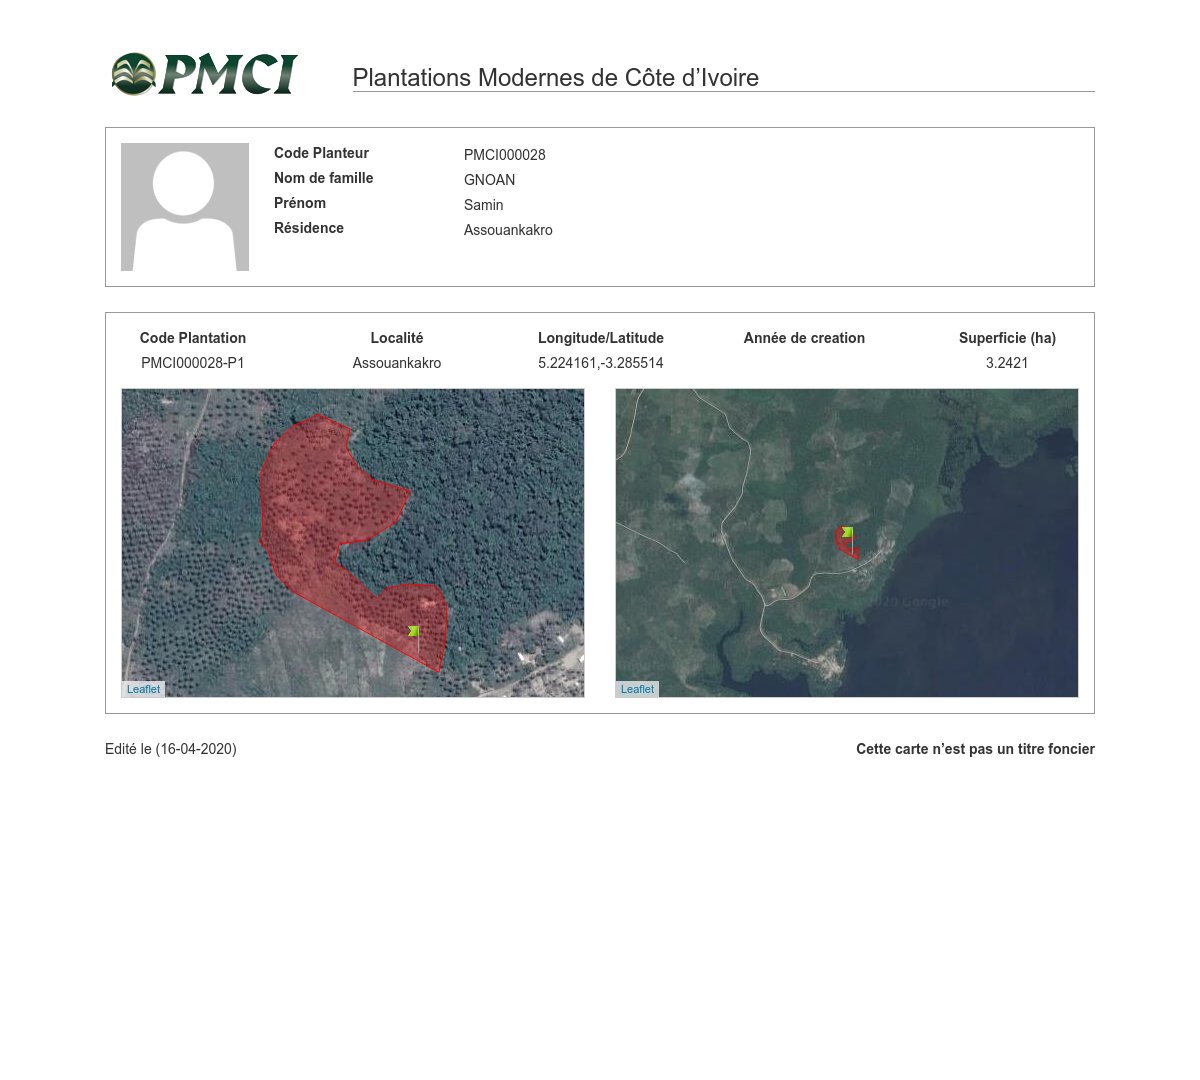 PMCI
Plantations Modernes de Côte d’Ivoire
Code Planteur PMCI000028
Nom de famille GNOAN
Prénom Samin
Résidence Assouankakro
Code Plantation Localité Longitude/Latitude Année de creation Superficie (ha)
PMCI000028-P1 Assouankakro 5.224161,-3.285514 3.2421
Leaflet Leaflet
Edité le (16-04-2020) Cette carte n’est pas un titre foncier